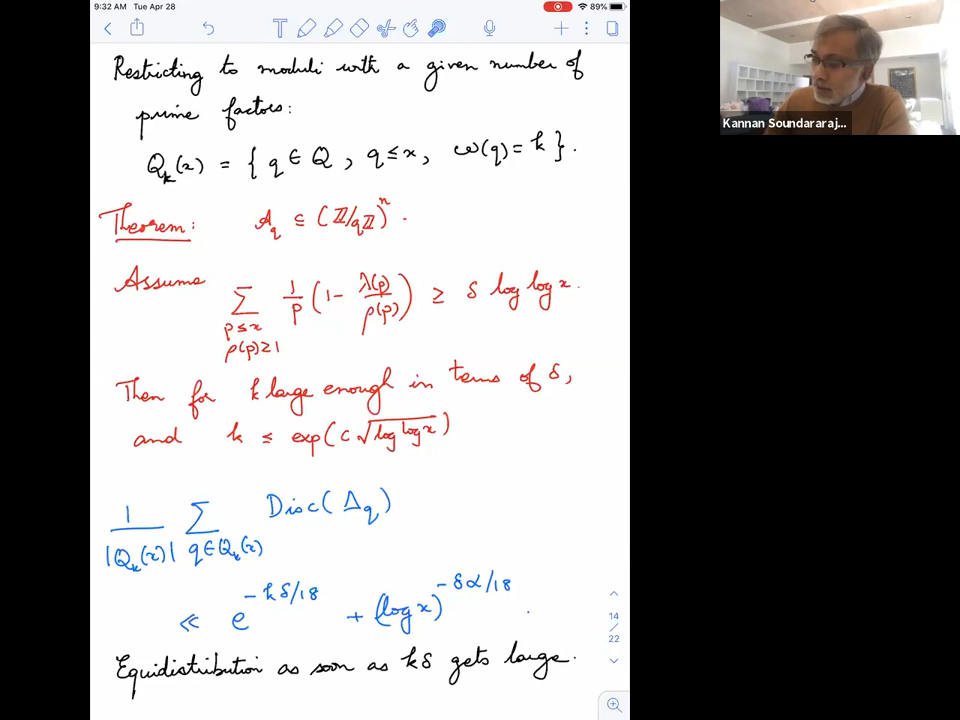 9:32 AM Tue Apr 28
89%
Restricting to moduli with a given number of
prime factors:
Q_k(x) = { q ∈ Q, q ≤ x, ω(q) = k }.
Theorem: A_q ⊆ (ℤ/qℤ)^n.
Assume ∑_{p≤x, ρ(p)≥1} 1/p (1 - λ(p)/ρ(p)) ≥ δ log log x.
Then for k large enough in terms of δ,
and k ≤ exp(c √(log log x))
1/|Q_k(x)| ∑_{q∈Q_k(x)} Disc(Δ_q)
≪ e^{-kδ/18} + (log x)^{-δα/18}.
Equidistribution as soon as kδ gets large.
14
/
22
Kannan Soundararaj...